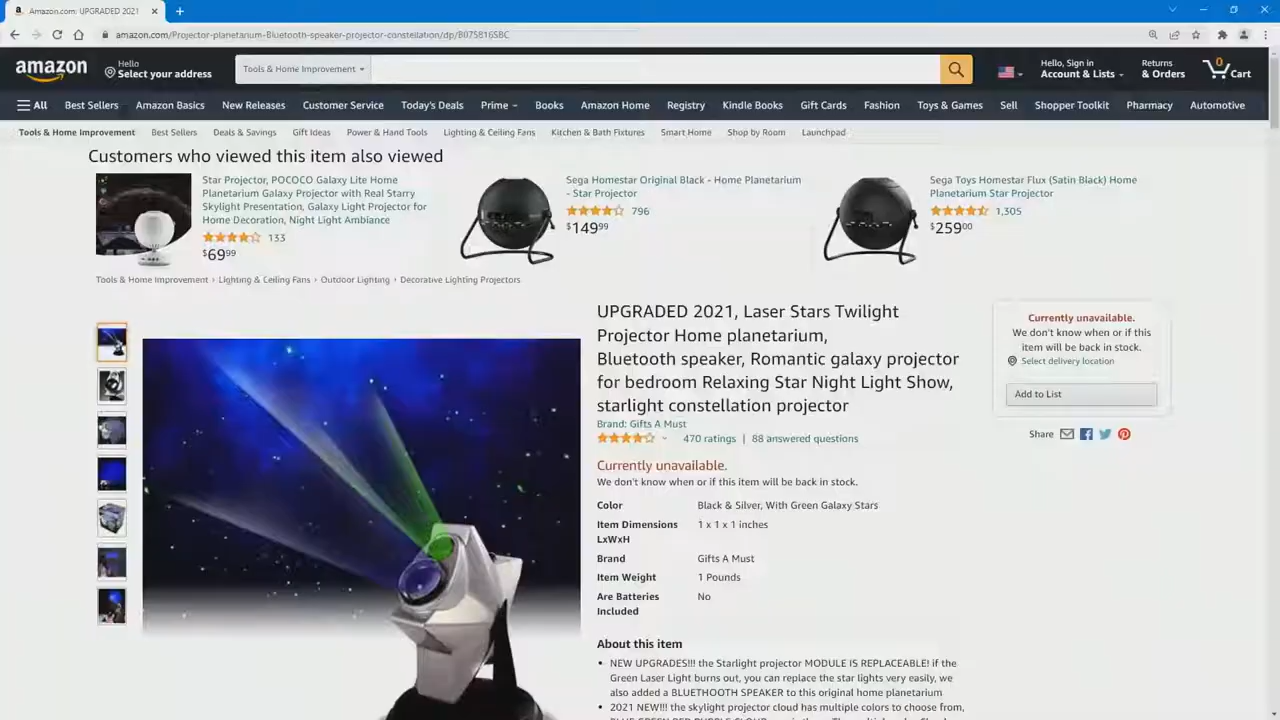 Amazon.com: UPGRADED 2021
amazon.com/Projector-planetarium-Bluetooth-speaker-projector-constellation/dp/B075816SBC
amazon
Hello
Select your address
Tools & Home Improvement
Hello, Sign in
Account & Lists
Returns
& Orders
0
Cart
All Best Sellers Amazon Basics New Releases Customer Service Today's Deals Prime Books Amazon Home Registry Kindle Books Gift Cards Fashion Toys & Games Sell Shopper Toolkit Pharmacy Automotive
Tools & Home Improvement Best Sellers Deals & Savings Gift Ideas Power & Hand Tools Lighting & Ceiling Fans Kitchen & Bath Fixtures Smart Home Shop by Room Launchpad
Customers who viewed this item also viewed
Star Projector, POCOCO Galaxy Lite Home
Planetarium Galaxy Projector with Real Starry
Skylight Presentation, Galaxy Light Projector for
Home Decoration, Night Light Ambiance
133
$6999
Sega Homestar Original Black - Home Planetarium
- Star Projector
796
$14999
Sega Toys Homestar Flux (Satin Black) Home
Planetarium Star Projector
1,305
$25900
Tools & Home Improvement › Lighting & Ceiling Fans › Outdoor Lighting › Decorative Lighting Projectors
UPGRADED 2021, Laser Stars Twilight
Projector Home planetarium,
Bluetooth speaker, Romantic galaxy projector
for bedroom Relaxing Star Night Light Show,
starlight constellation projector
Brand: Gifts A Must
470 ratings | 88 answered questions
Currently unavailable.
We don't know when or if this item will be back in stock.
Color Black & Silver, With Green Galaxy Stars
Item Dimensions 1 x 1 x 1 inches
LxWxH
Brand Gifts A Must
Item Weight 1 Pounds
Are Batteries No
Included
About this item
• NEW UPGRADES!!! the Starlight projector MODULE IS REPLACEABLE! if the
Green Laser Light burns out, you can replace the star lights very easily, we
also added a BLUETHOOTH SPEAKER to this original home planetarium
• 2021 NEW!!! the skylight projector cloud has multiple colors to choose from,
Currently unavailable.
We don't know when or if this
item will be back in stock.
Select delivery location
Add to List
Share